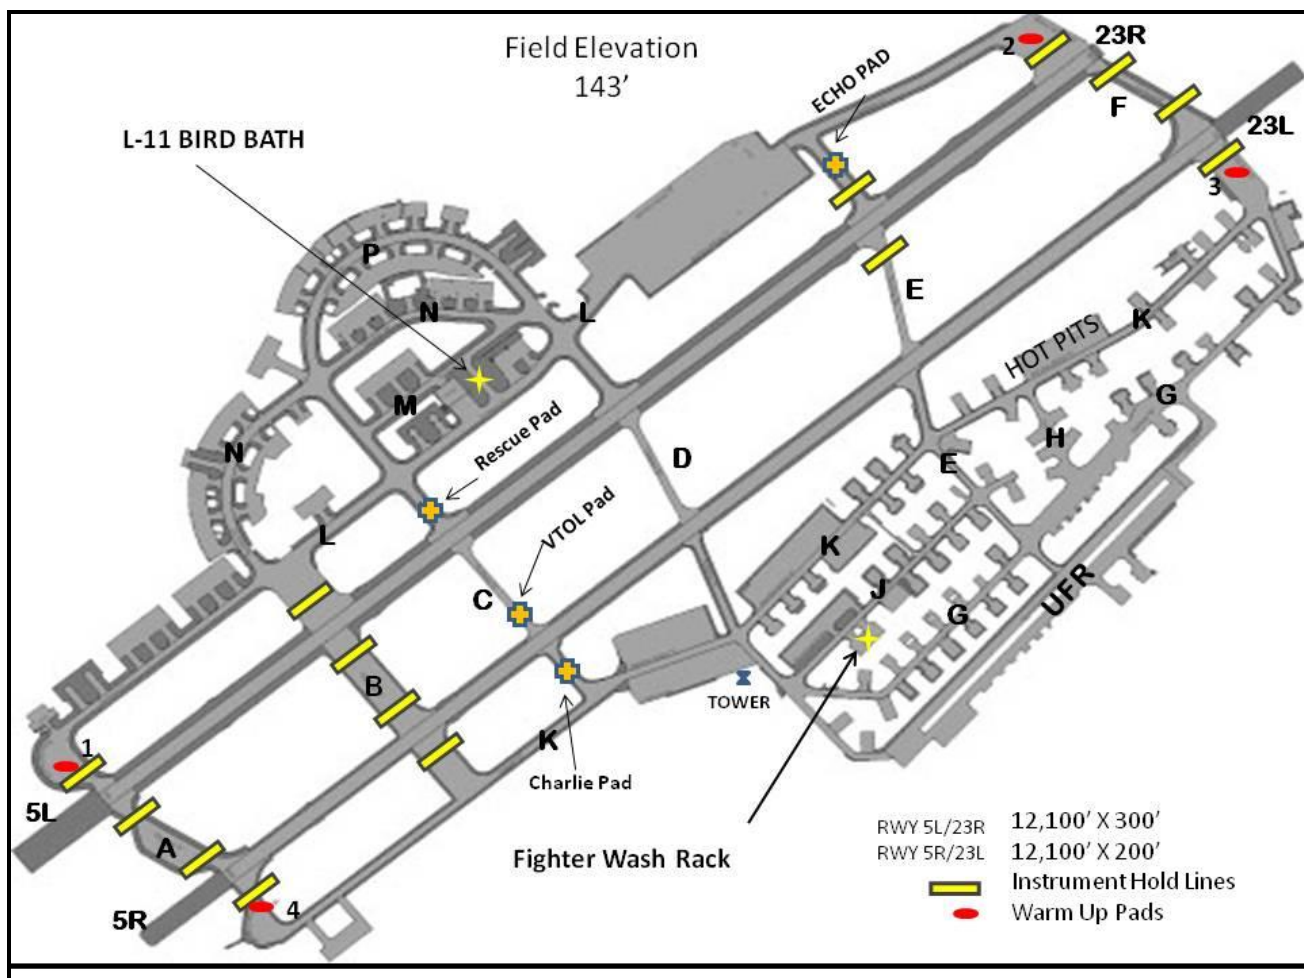 Field Elevation
143’
L-11 BIRD BATH
ECHO PAD
2
23R
F
23L
3
P
N
L
M
E
K
HOT PITS
G
N
Rescue Pad
D
H
E
VTOL Pad
L
C
K
J
G
UFR
B
TOWER
K
Charlie Pad
1
5L
A
5R
4
Fighter Wash Rack
RWY 5L/23R 12,100’ X 300’
RWY 5R/23L 12,100’ X 200’
Instrument Hold Lines
Warm Up Pads